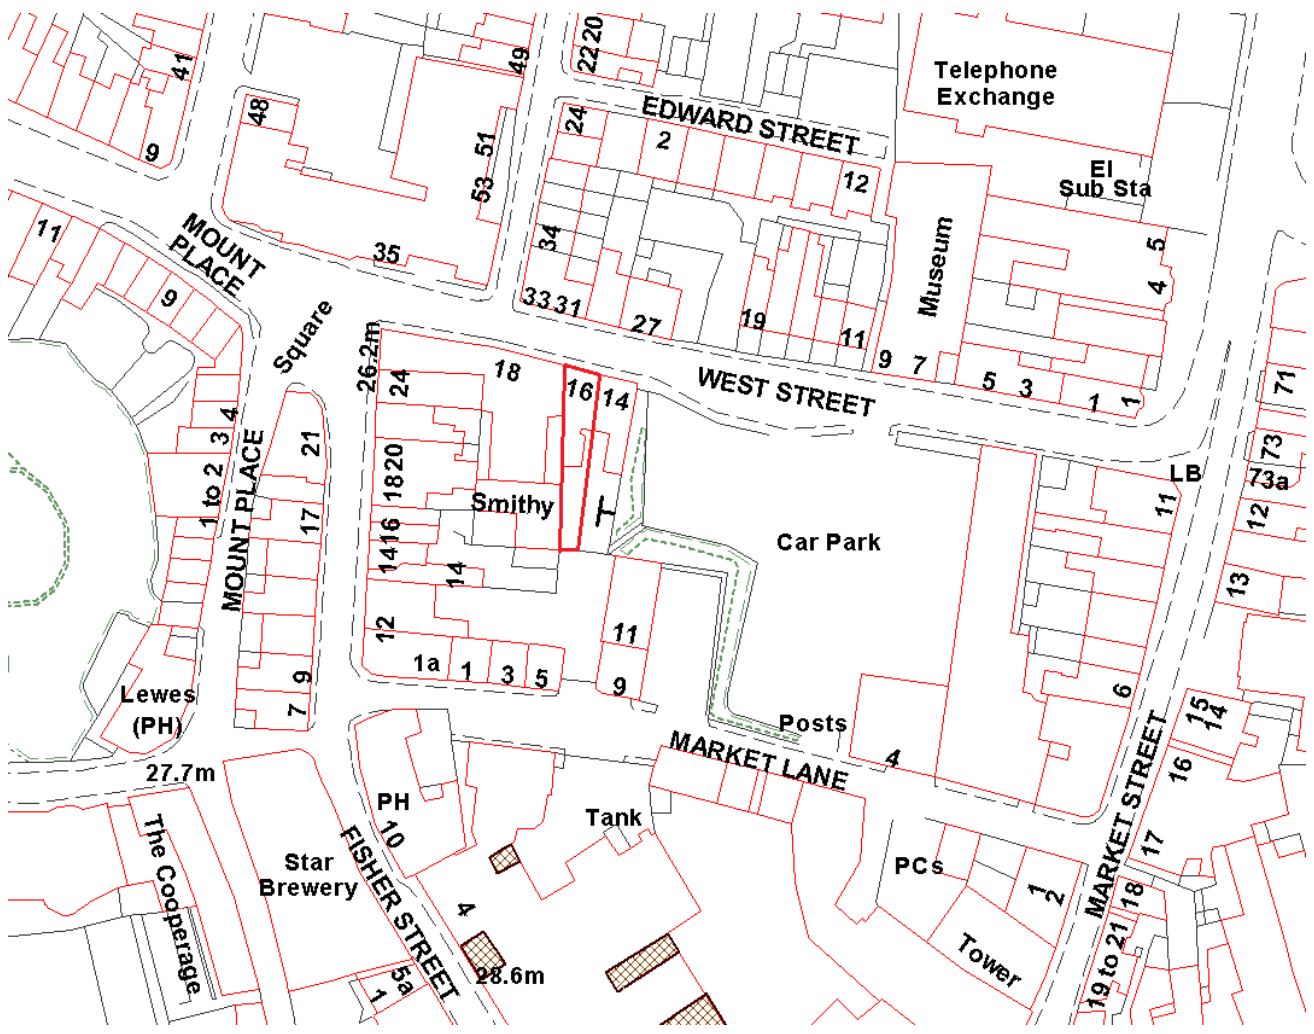 41
9
48
49
22 20
24
EDWARD STREET
2
12
Telephone
Exchange
El
Sub Sta
51
53
34
35
33 31
27
19
11
9
7
Museum
5
4
5
3
1
1
11
MOUNT
PLACE
9
Square
26.2m
24
18
16
14
WEST STREET
71
73
73a
LB
11
12
13
4
3
1 to 2
MOUNT PLACE
21
17
18 20
14 16
14
12
Smithy
Car Park
11
9
1a
1
3
5
9
7
Lewes
(PH)
27.7m
6
Posts
MARKET LANE
4
15
14
16
17
MARKET STREET
18
19 to 21
PH
10
Tank
FISHER STREET
Star
Brewery
The Cooperage
4
28.6m
5a
1
PCs
1
2
Tower